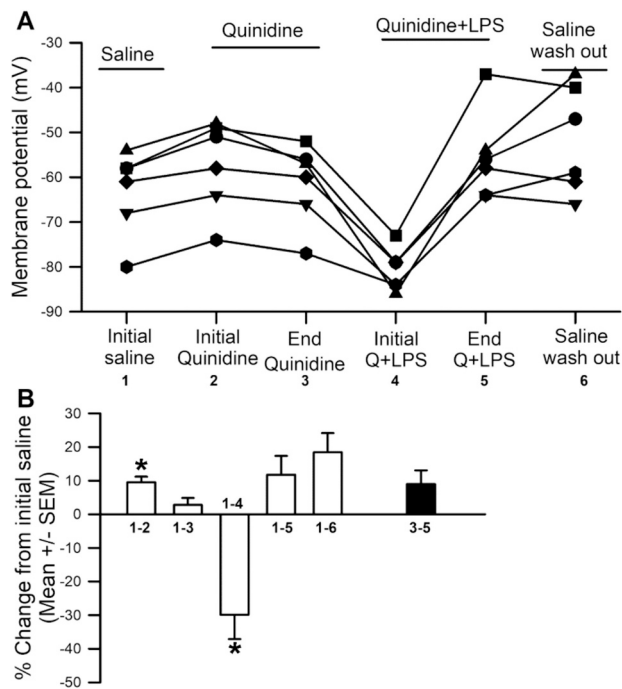 A
Saline
Quinidine
Quinidine+LPS
Saline
wash out
Membrane potential (mV)
-30
-40
-50
-60
-70
-80
-90
Initial
saline
1
Initial
Quinidine
2
End
Quinidine
3
Initial
Q+LPS
4
End
Q+LPS
5
Saline
wash out
6
B
% Change from initial saline
(Mean +/- SEM)
30
20
10
0
-10
-20
-30
-40
-50
*
1-2
1-3
1-4
*
1-5
1-6
3-5